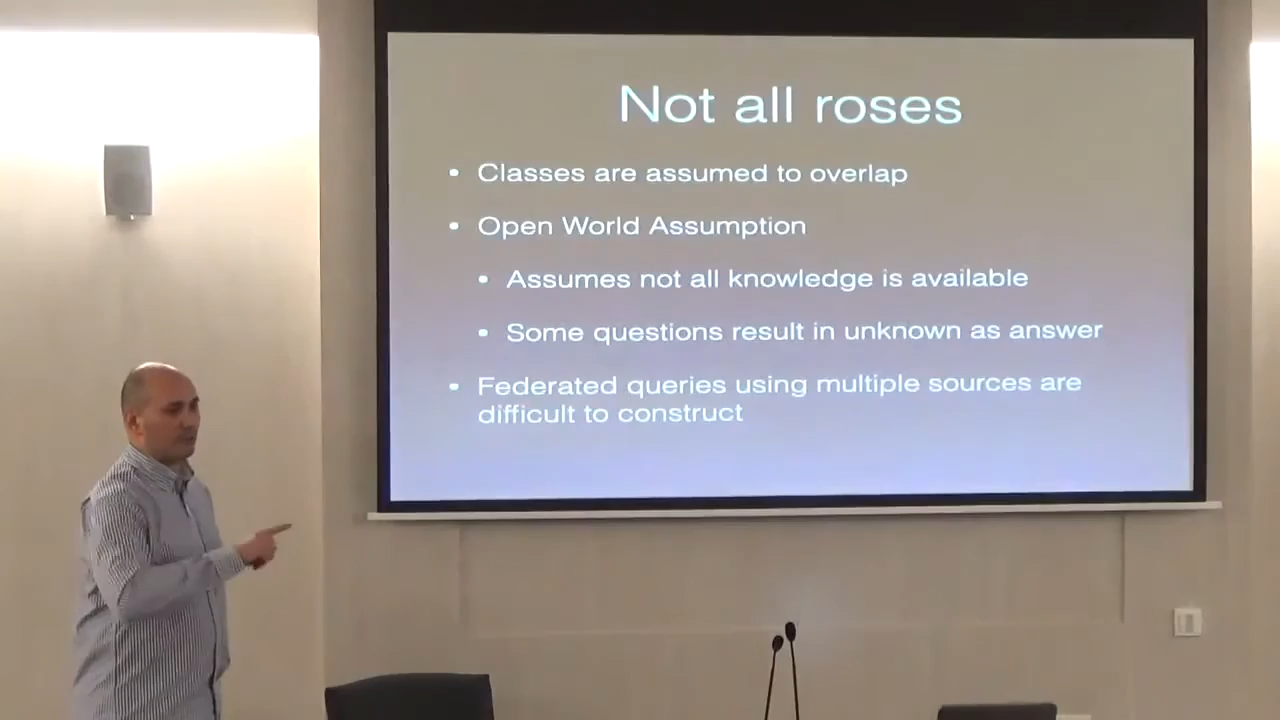 Not all roses
• Classes are assumed to overlap
• Open World Assumption
• Assumes not all knowledge is available
• Some questions result in unknown as answer
• Federated queries using multiple sources are
difficult to construct